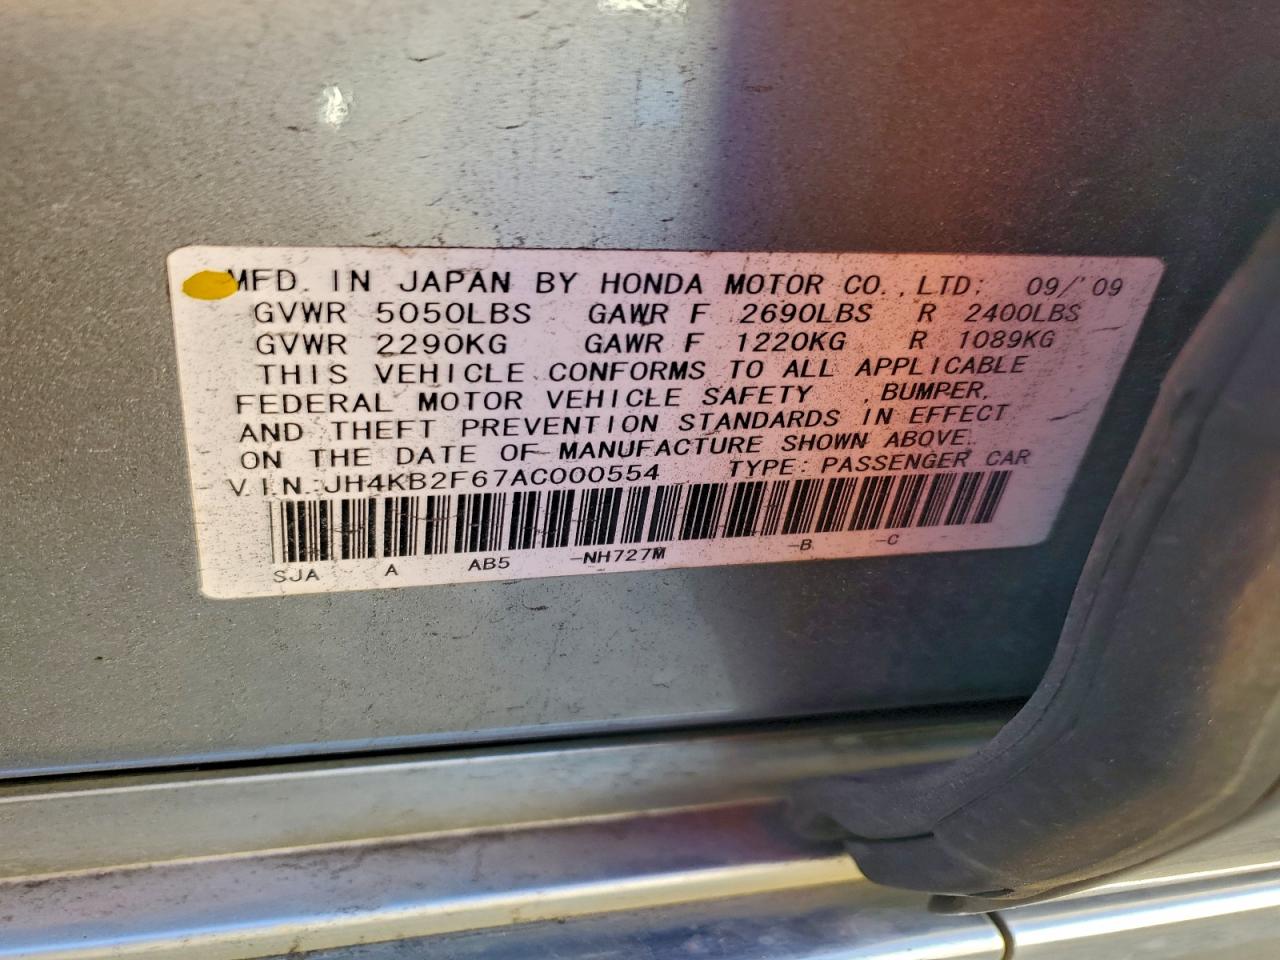 MFD. IN JAPAN BY HONDA MOTOR CO., LTD; 09/'09
GVWR 5050LBS GAWR F 2690LBS R 2400LBS
GVWR 2290KG GAWR F 1220KG R 1089KG
THIS VEHICLE CONFORMS TO ALL APPLICABLE
FEDERAL MOTOR VEHICLE SAFETY , BUMPER,
AND THEFT PREVENTION STANDARDS IN EFFECT
ON THE DATE OF MANUFACTURE SHOWN ABOVE.
V.I.N:JH4KB2F67AC000554 TYPE: PASSENGER CAR
SJA A AB5 -NH727M -B -C